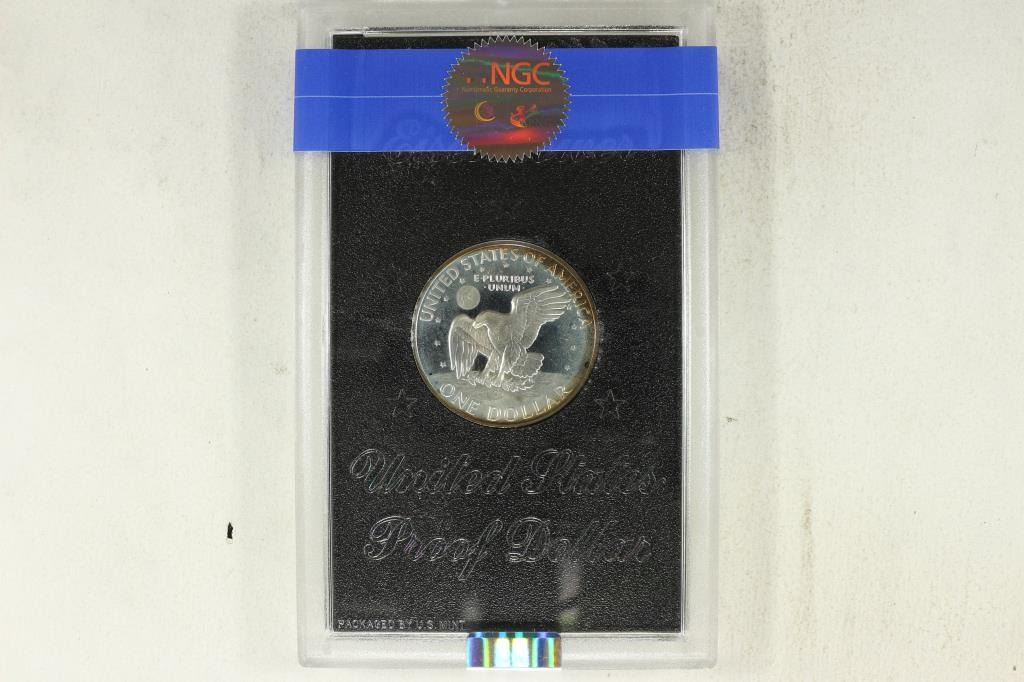 NGC
Numismatic Guaranty Corporation
UNITED STATES OF AMERICA
E·PLURIBUS
·UNUM·
ONE DOLLAR
United States
Proof Dollar
PACKAGED BY U.S. MINT